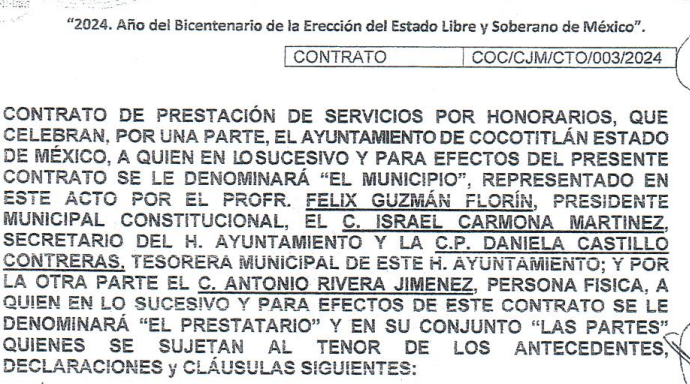 "2024. Año del Bicentenario de la Erección del Estado Libre y Soberano de México".
CONTRATO COC/CJM/CTO/003/2024
CONTRATO DE PRESTACIÓN DE SERVICIOS POR HONORARIOS, QUE
CELEBRAN, POR UNA PARTE, EL AYUNTAMIENTO DE COCOTITLÁN ESTADO
DE MÉXICO, A QUIEN EN LO SUCESIVO Y PARA EFECTOS DEL PRESENTE
CONTRATO SE LE DENOMINARÁ "EL MUNICIPIO", REPRESENTADO EN
ESTE ACTO POR EL PROFR. FELIX GUZMÁN FLORÍN, PRESIDENTE
MUNICIPAL CONSTITUCIONAL, EL C. ISRAEL CARMONA MARTINEZ,
SECRETARIO DEL H. AYUNTAMIENTO Y LA C.P. DANIELA CASTILLO
CONTRERAS, TESORERA MUNICIPAL DE ESTE H. AYUNTAMIENTO; Y POR
LA OTRA PARTE EL C. ANTONIO RIVERA JIMENEZ, PERSONA FISICA, A
QUIEN EN LO SUCESIVO Y PARA EFECTOS DE ESTE CONTRATO SE LE
DENOMINARÁ "EL PRESTATARIO" Y EN SU CONJUNTO "LAS PARTES"
QUIENES SE SUJETAN AL TENOR DE LOS ANTECEDENTES,
DECLARACIONES y CLÁUSULAS SIGUIENTES: